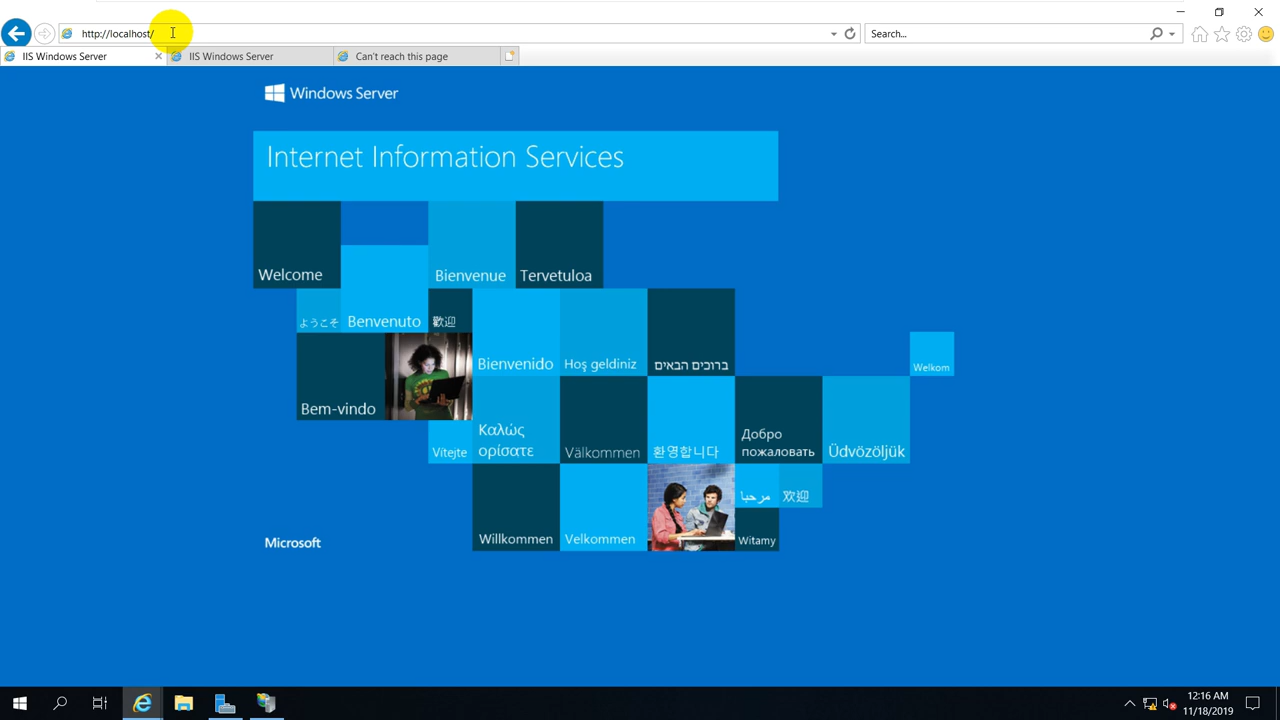 http://localhost/
Search...
IIS Windows Server
IIS Windows Server
Can't reach this page
Windows Server
Internet Information Services
Welcome
Bienvenue
Tervetuloa
ようこそ
Benvenuto
歡迎
Bienvenido
Hoş geldiniz
ברוכים הבאים
Welkom
Bem-vindo
Vítejte
Καλώς
ορίσατε
Välkommen
환영합니다
Добро
пожаловать
Üdvözöljük
مرحبا
欢迎
Willkommen
Velkommen
Witamy
Microsoft
12:16 AM
11/18/2019